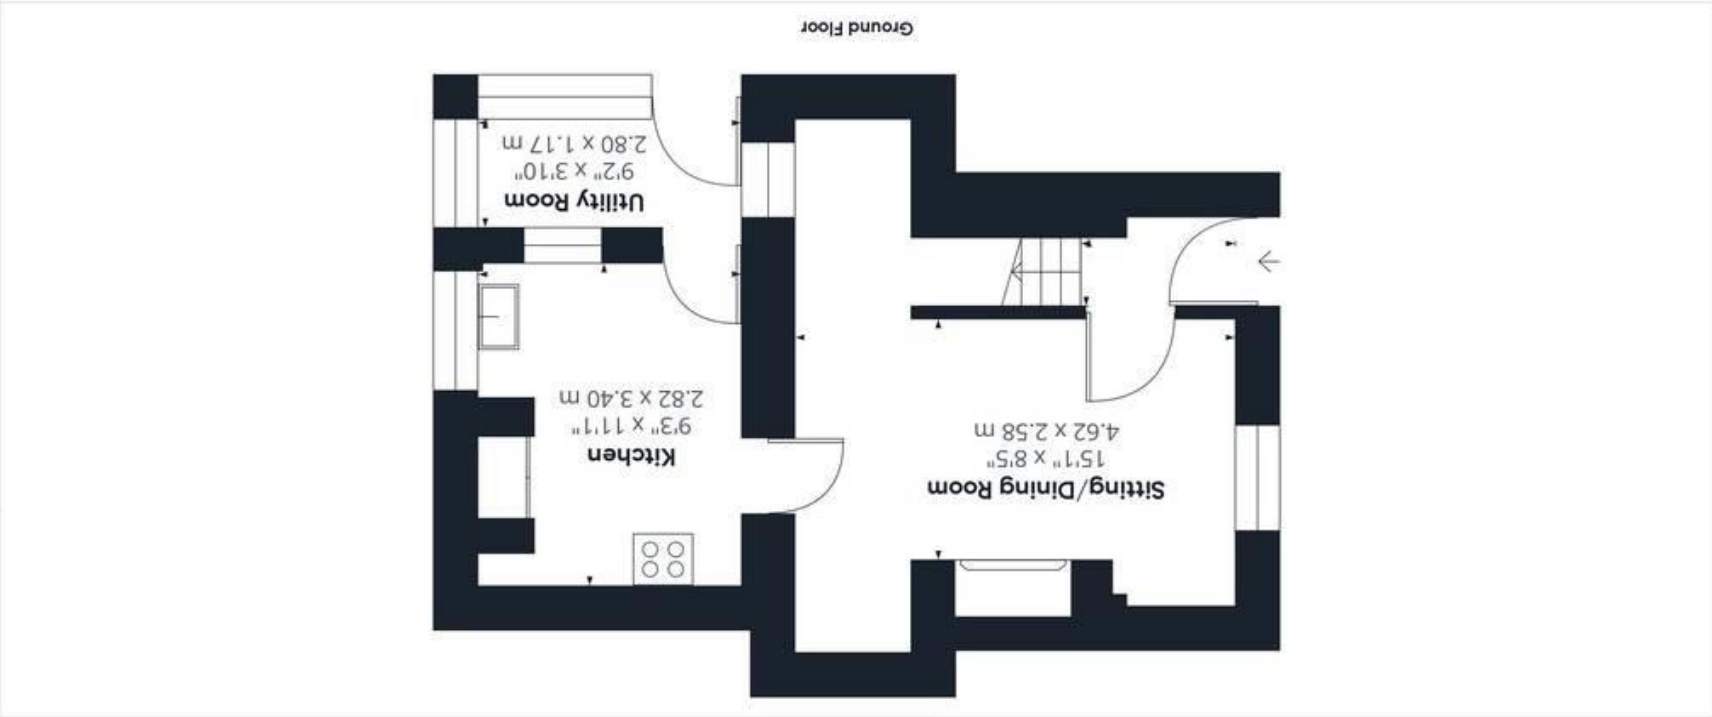 Sitting/Dining Room
15'1" x 8'5"
4.62 x 2.58 m
Kitchen
9'3" x 11'1"
2.82 x 3.40 m
Utility Room
9'2" x 3'10"
2.80 x 1.17 m
Ground Floor